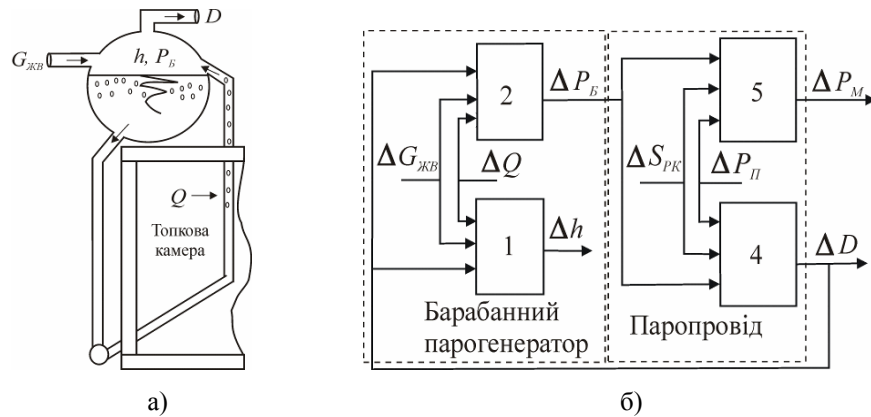 D
G_ЖВ
h, P_Б
Q
Топкова
камера
а)
2
ΔP_Б
5
ΔP_М
ΔG_ЖВ
ΔQ
ΔS_РК
ΔP_П
1
Δh
4
ΔD
Барабанний
парогенератор
Паропровід
б)